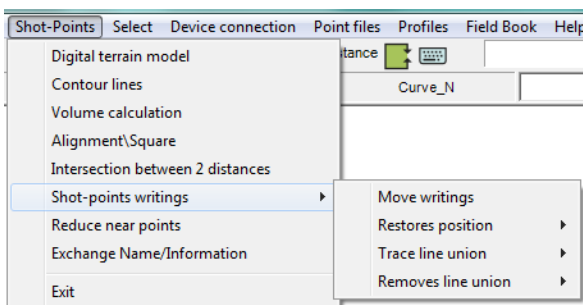 Shot-Points Select Device connection Point files Profiles Field Book Help
Digital terrain model
tance
Contour lines
Curve_N
Volume calculation
Alignment\Square
Intersection between 2 distances
Shot-points writings
Move writings
Reduce near points
Restores position
Exchange Name/Information
Trace line union
Exit
Removes line union